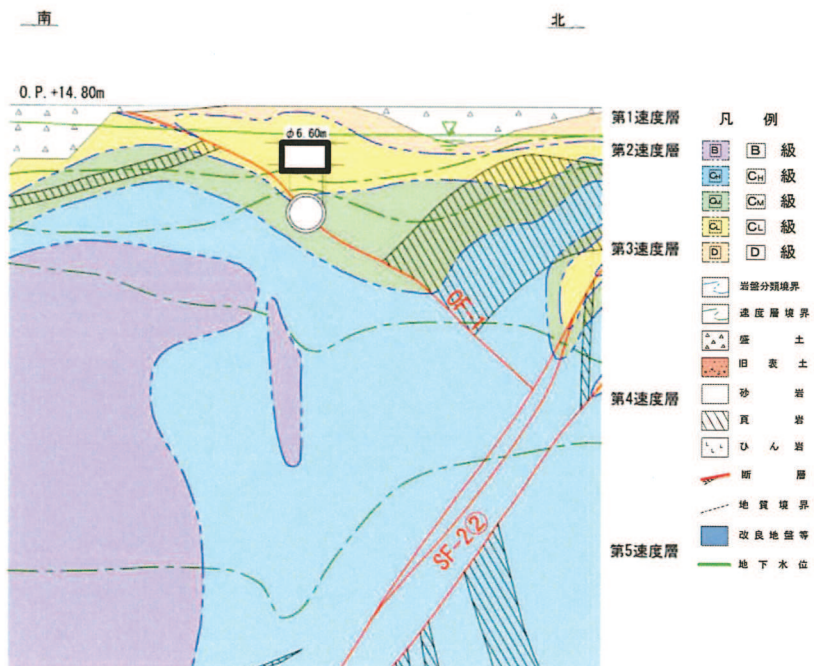 南
北
O.P.+14.80m
φ6.60m
OF-1
SF-2②
第1速度層
第2速度層
第3速度層
第4速度層
第5速度層
凡 例
B B 級
CH CH 級
CM CM 級
CL CL 級
D D 級
岩盤分類境界
速度層境界
盛 土
旧 表 土
砂 岩
頁 岩
ひ ん 岩
断 層
地 質 境 界
改 良 地 盤 等
地 下 水 位